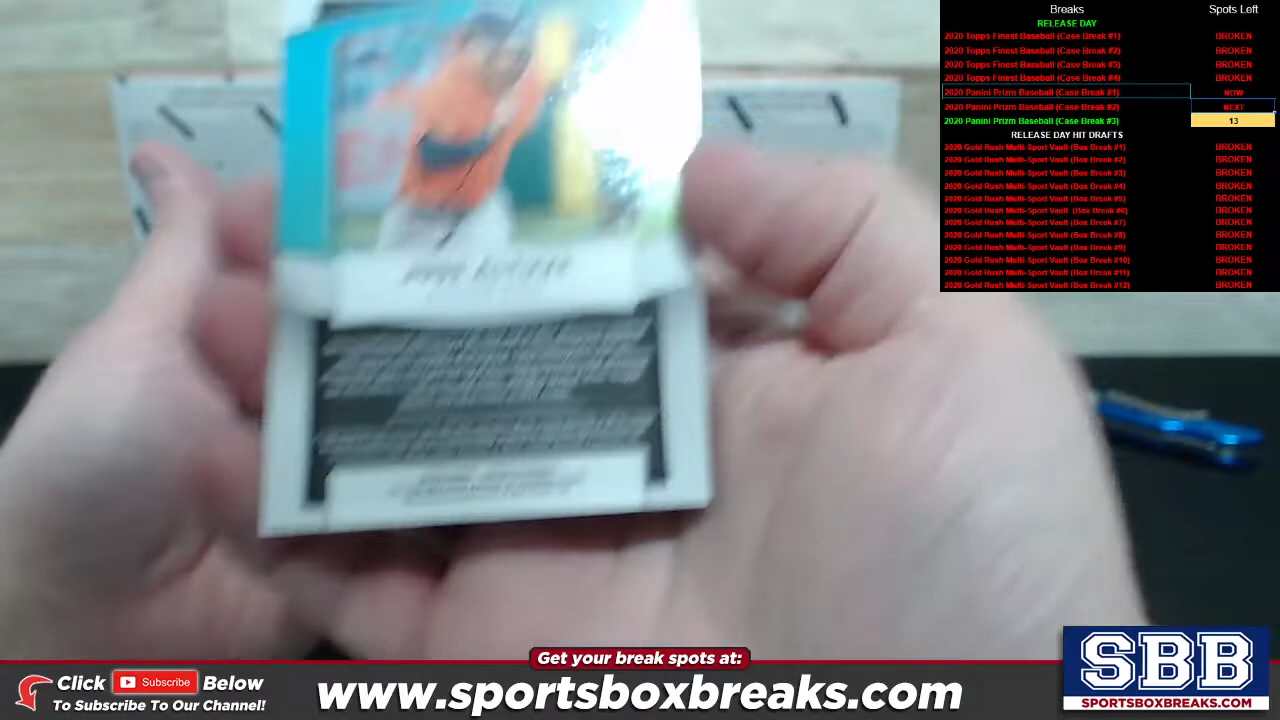 Breaks Spots Left
RELEASE DAY
2020 Topps Finest Baseball (Case Break #1) BROKEN
2020 Topps Finest Baseball (Case Break #2) BROKEN
2020 Topps Finest Baseball (Case Break #3) BROKEN
2020 Topps Finest Baseball (Case Break #4) BROKEN
2020 Panini Prizm Baseball (Case Break #1) NOW
2020 Panini Prizm Baseball (Case Break #2) NEXT
2020 Panini Prizm Baseball (Case Break #3) 13
RELEASE DAY HIT DRAFTS
2020 Gold Rush Multi-Sport Vault (Box Break #1) BROKEN
2020 Gold Rush Multi-Sport Vault (Box Break #2) BROKEN
2020 Gold Rush Multi-Sport Vault (Box Break #3) BROKEN
2020 Gold Rush Multi-Sport Vault (Box Break #4) BROKEN
2020 Gold Rush Multi-Sport Vault (Box Break #5) BROKEN
2020 Gold Rush Multi-Sport Vault (Box Break #6) BROKEN
2020 Gold Rush Multi-Sport Vault (Box Break #7) BROKEN
2020 Gold Rush Multi-Sport Vault (Box Break #8) BROKEN
2020 Gold Rush Multi-Sport Vault (Box Break #9) BROKEN
2020 Gold Rush Multi-Sport Vault (Box Break #10) BROKEN
2020 Gold Rush Multi-Sport Vault (Box Break #11) BROKEN
2020 Gold Rush Multi-Sport Vault (Box Break #12) BROKEN
Get your break spots at:
Click Subscribe Below
To Subscribe To Our Channel!
www.sportsboxbreaks.com
SBB
SPORTSBOXBREAKS.COM